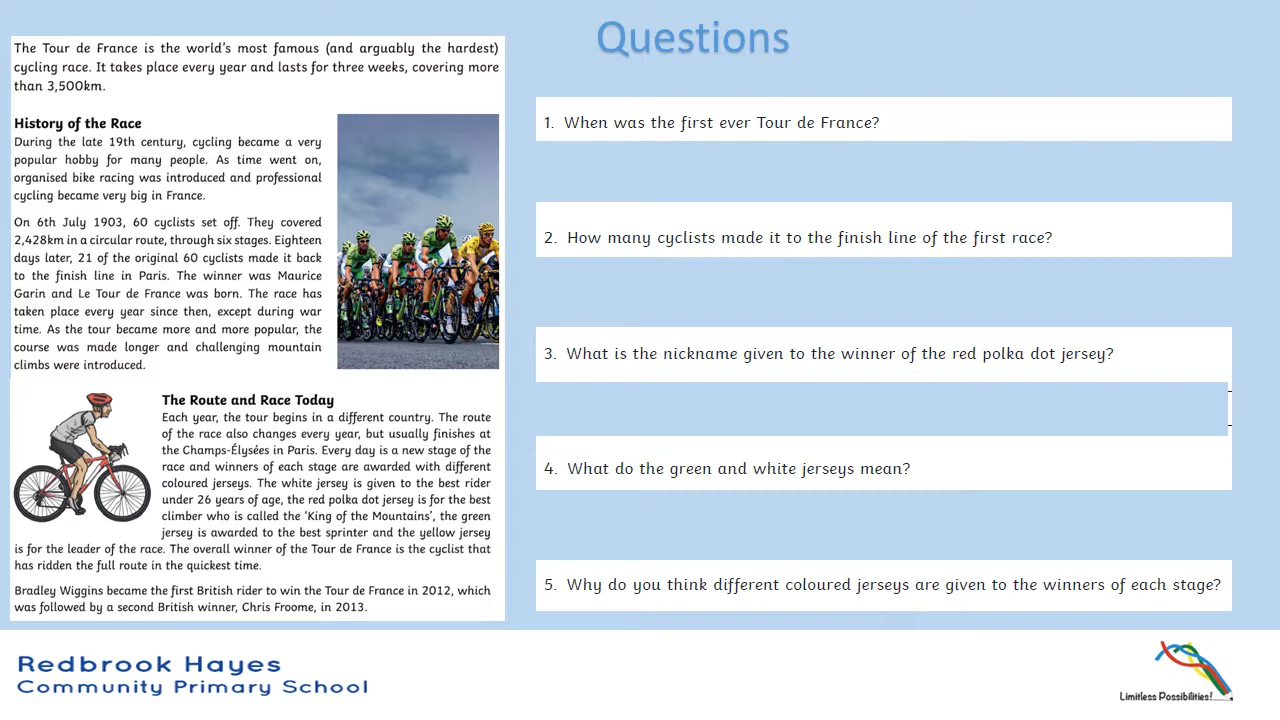 Questions
The Tour de France is the world's most famous (and arguably the hardest)
cycling race. It takes place every year and lasts for three weeks, covering more
than 3,500km.
History of the Race
During the late 19th century, cycling became a very
popular hobby for many people. As time went on,
organised bike racing was introduced and professional
cycling became very big in France.
On 6th July 1903, 60 cyclists set off. They covered
2,428km in a circular route, through six stages. Eighteen
days later, 21 of the original 60 cyclists made it back
to the finish line in Paris. The winner was Maurice
Garin and Le Tour de France was born. The race has
taken place every year since then, except during war
time. As the tour became more and more popular, the
course was made longer and challenging mountain
climbs were introduced.
The Route and Race Today
Each year, the tour begins in a different country. The route
of the race also changes every year, but usually finishes at
the Champs-Élysées in Paris. Every day is a new stage of the
race and winners of each stage are awarded with different
coloured jerseys. The white jersey is given to the best rider
under 26 years of age, the red polka dot jersey is for the best
climber who is called the 'King of the Mountains', the green
jersey is awarded to the best sprinter and the yellow jersey
is for the leader of the race. The overall winner of the Tour de France is the cyclist that
has ridden the full route in the quickest time.
Bradley Wiggins became the first British rider to win the Tour de France in 2012, which
was followed by a second British winner, Chris Froome, in 2013.
1. When was the first ever Tour de France?
2. How many cyclists made it to the finish line of the first race?
3. What is the nickname given to the winner of the red polka dot jersey?
4. What do the green and white jerseys mean?
5. Why do you think different coloured jerseys are given to the winners of each stage?
Redbrook Hayes
Community Primary School
Limitless Possibilities!